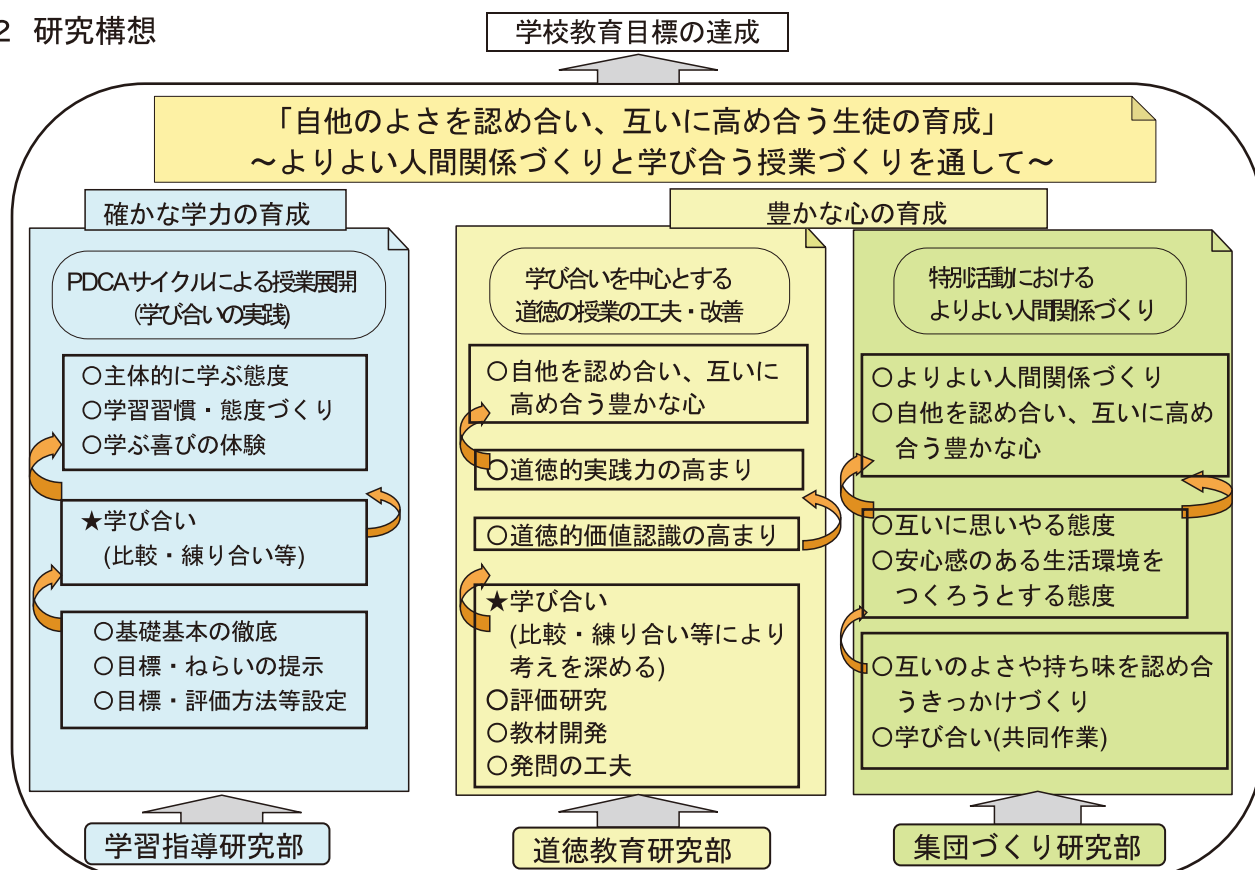 2 研究構想
学校教育目標の達成
「自他のよさを認め合い、互いに高め合う生徒の育成」
～よりよい人間関係づくりと学び合う授業づくりを通して～
確かな学力の育成
PDCAサイクルによる授業展開
(学び合いの実践)
○主体的に学ぶ態度
○学習習慣・態度づくり
○学ぶ喜びの体験
★学び合い
(比較・練り合い等)
○基礎基本の徹底
○目標・ねらいの提示
○目標・評価方法等設定
学習指導研究部
豊かな心の育成
学び合いを中心とする
道徳の授業の工夫・改善
○自他を認め合い、互いに
高め合う豊かな心
○道徳的実践力の高まり
○道徳的価値認識の高まり
★学び合い
(比較・練り合い等により
考えを深める)
○評価研究
○教材開発
○発問の工夫
道徳教育研究部
特別活動における
よりよい人間関係づくり
○よりよい人間関係づくり
○自他を認め合い、互いに高め
合う豊かな心
○互いに思いやる態度
○安心感のある生活環境を
つくろうとする態度
○互いのよさや持ち味を認め合
うきっかけづくり
○学び合い(共同作業)
集団づくり研究部